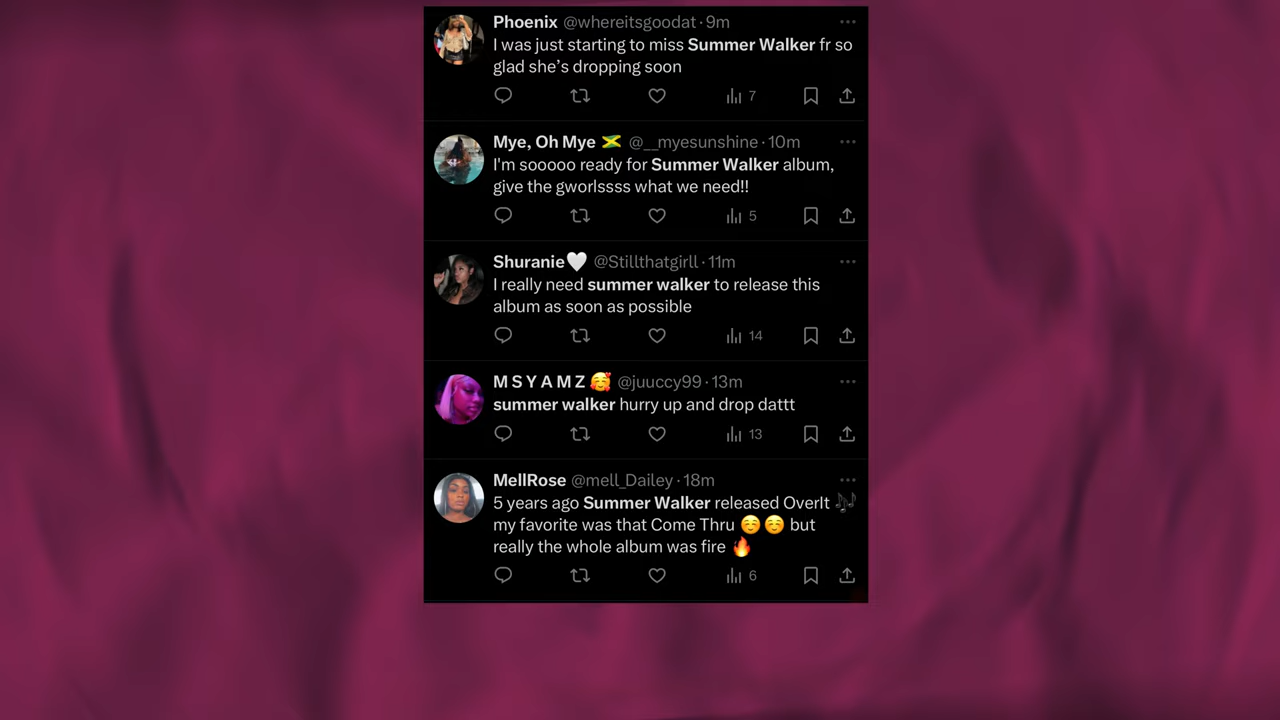 Phoenix @whereitsgoodat · 9m
I was just starting to miss Summer Walker fr so
glad she’s dropping soon
7
Mye, Oh Mye 🇯🇲 @__myesunshine · 10m
I'm sooooo ready for Summer Walker album,
give the gworlssss what we need!!
5
Shuranie🤍 @Stillthatgirll · 11m
I really need summer walker to release this
album as soon as possible
14
M S Y A M Z 🥰 @juuccy99 · 13m
summer walker hurry up and drop dattt
13
MellRose @mell_Dailey · 18m
5 years ago Summer Walker released OverIt 🎶
my favorite was that Come Thru ☺️ ☺️ but
really the whole album was fire 🔥
6